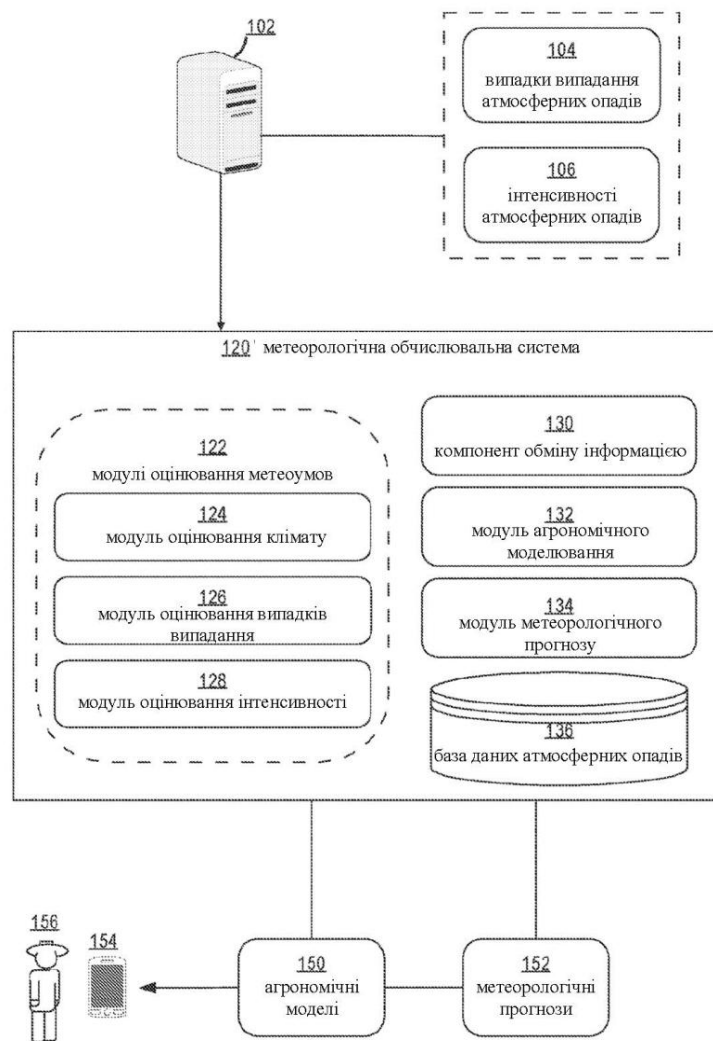 102
104
випадки випадання
атмосферних опадів
106
інтенсивності
атмосферних опадів
120 метеорологічна обчислювальна система
122
модулі оцінювання метеоумов
124
модуль оцінювання клімату
126
модуль оцінювання випадків
випадання
128
модуль оцінювання інтенсивності
130
компонент обміну інформацією
132
модуль агрономічного
моделювання
134
модуль метеорологічного
прогнозу
136
база даних атмосферних опадів
156
154
150
агрономічні
моделі
152
метеорологічні
прогнози